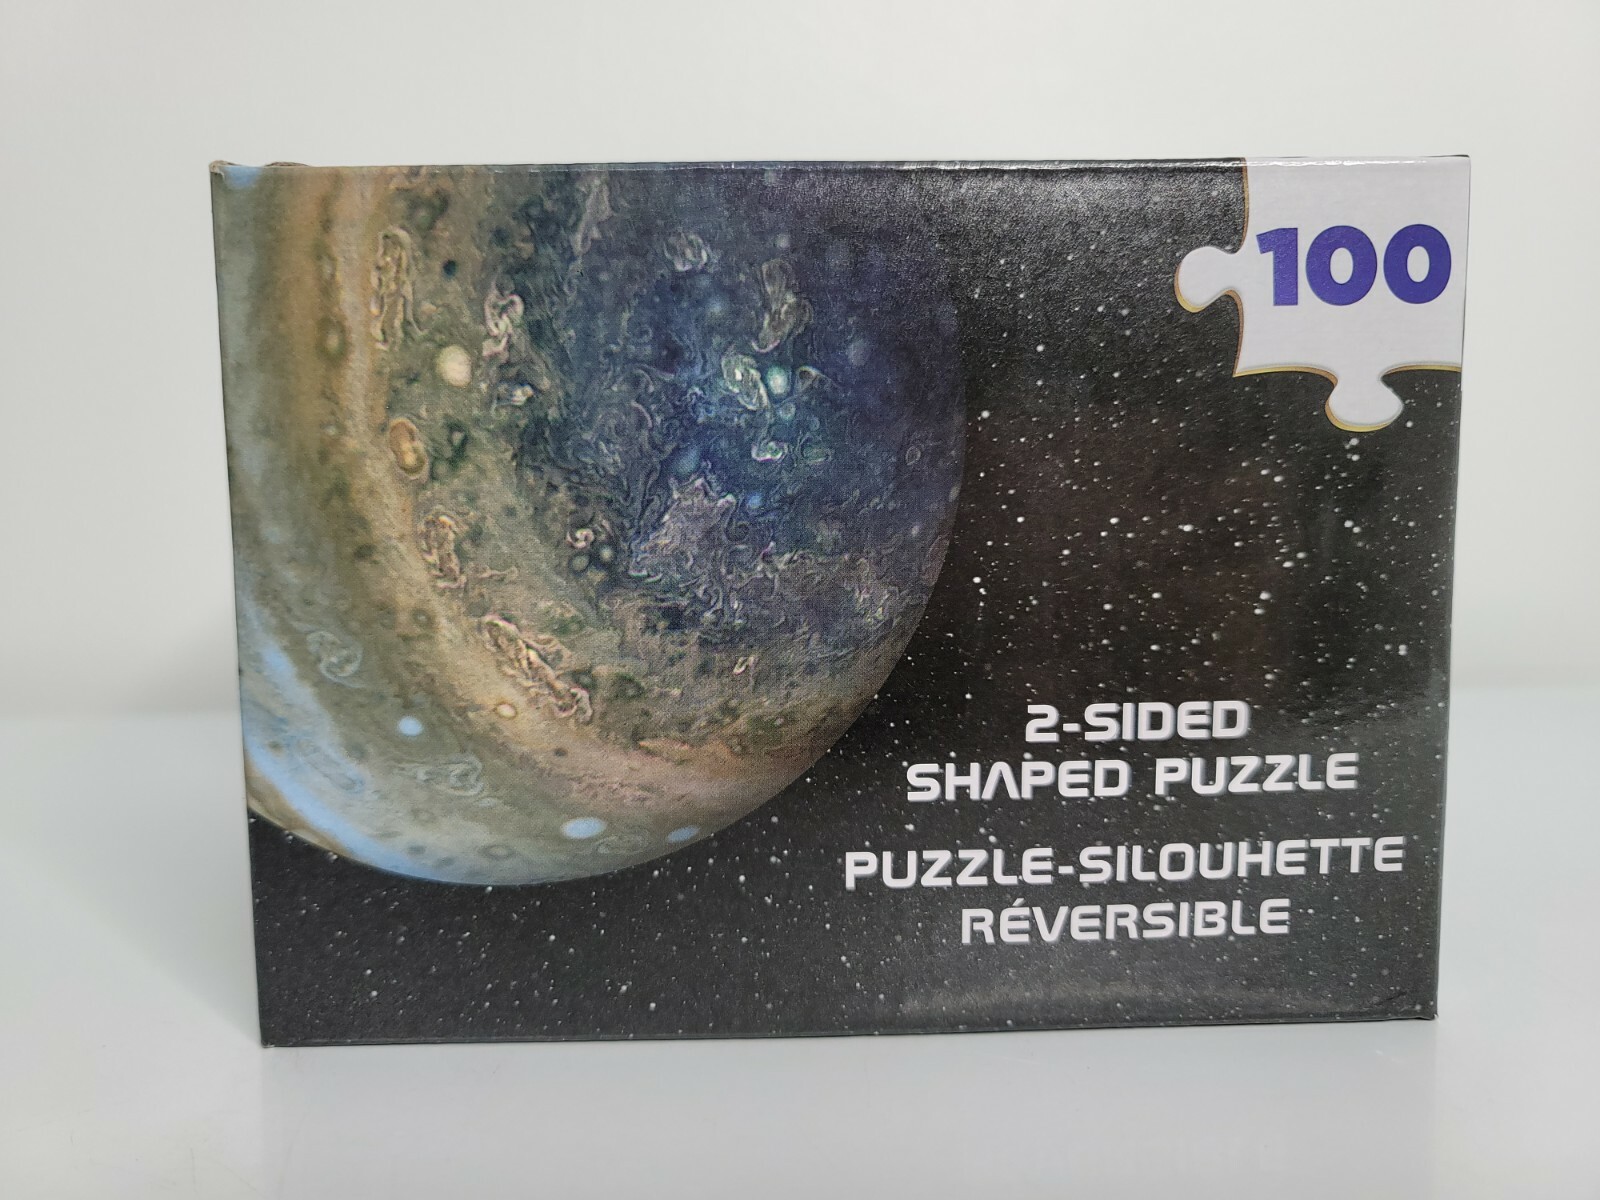 100
2-SIDED
SHAPED PUZZLE
PUZZLE-SILOUHETTE
RÉVERSIBLE